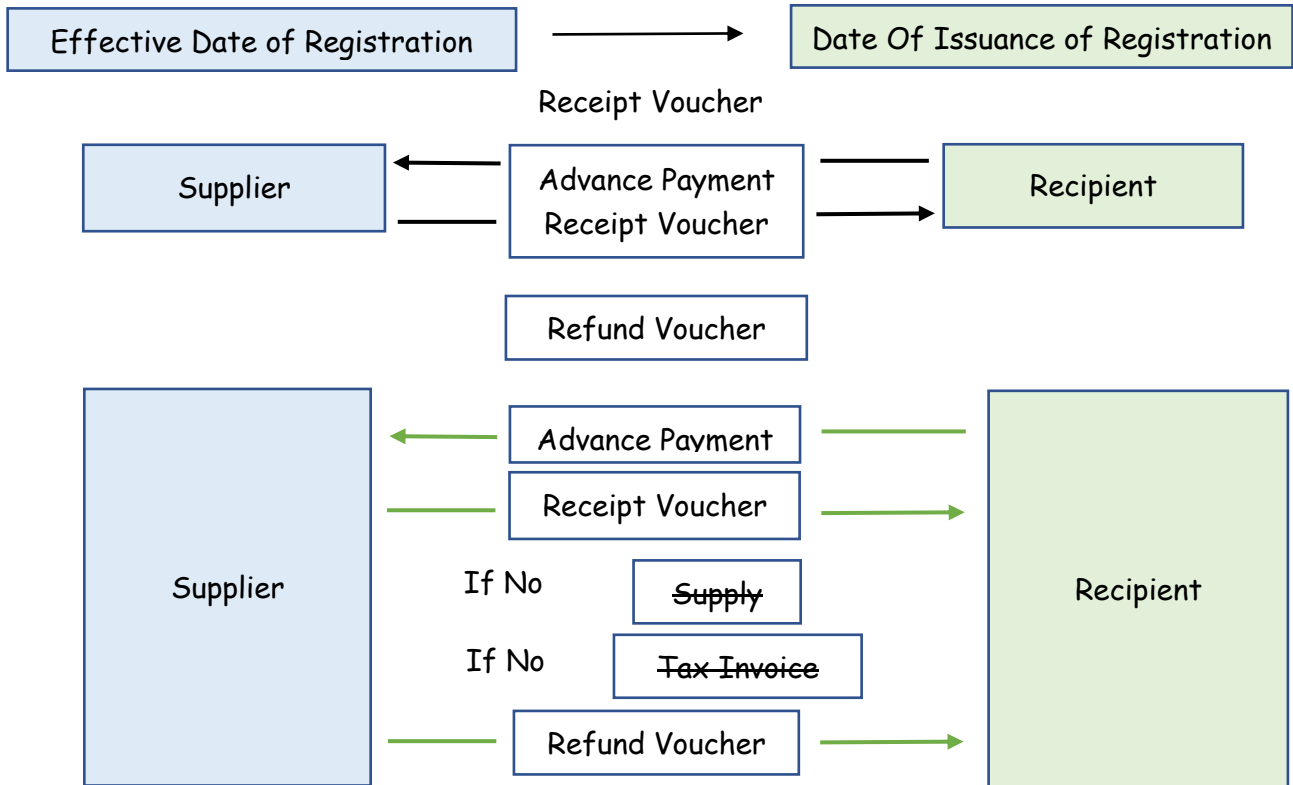 Effective Date of Registration
Date Of Issuance of Registration
Receipt Voucher
Supplier
Advance Payment
Receipt Voucher
Recipient
Refund Voucher
Advance Payment
Receipt Voucher
If No
Supply
Supplier
Recipient
If No
Tax Invoice
Refund Voucher